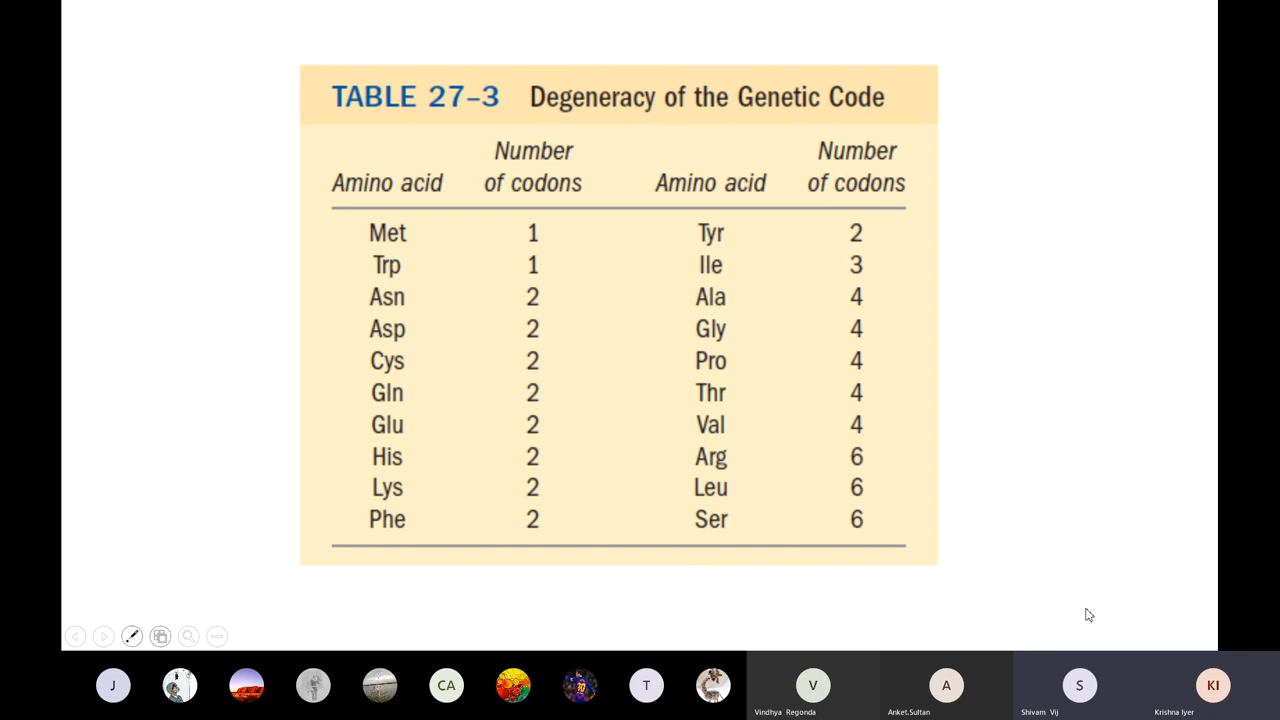 TABLE 27–3 Degeneracy of the Genetic Code
Number Number
Amino acid of codons Amino acid of codons
Met 1 Tyr 2
Trp 1 Ile 3
Asn 2 Ala 4
Asp 2 Gly 4
Cys 2 Pro 4
Gln 2 Thr 4
Glu 2 Val 4
His 2 Arg 6
Lys 2 Leu 6
Phe 2 Ser 6
J CA T V A S KI
Vindhya Regonda Anket.Sultan Shivam Vij Krishna Iyer